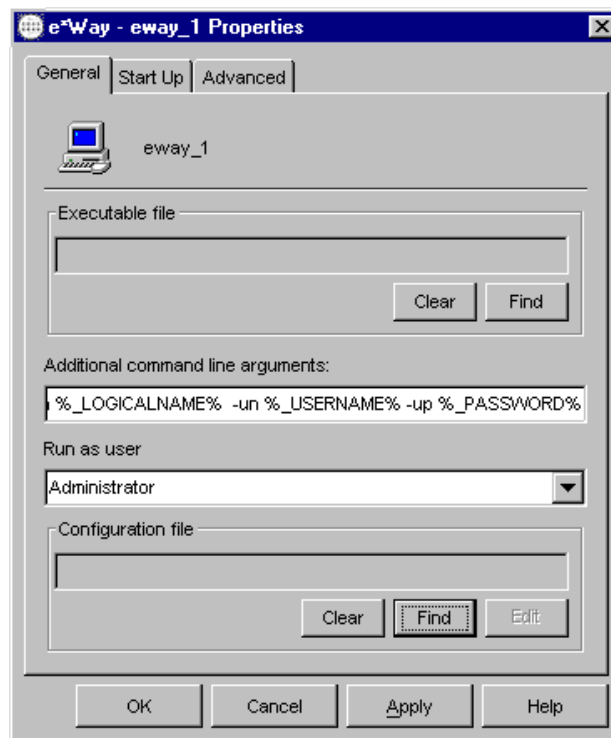 e*Way - eway_1 Properties
General Start Up Advanced
eway_1
Executable file
Clear Find
Additional command line arguments:
%_LOGICALNAME% -un %_USERNAME% -up %_PASSWORD%
Run as user
Administrator
Configuration file
Clear Find Edit
OK Cancel Apply Help